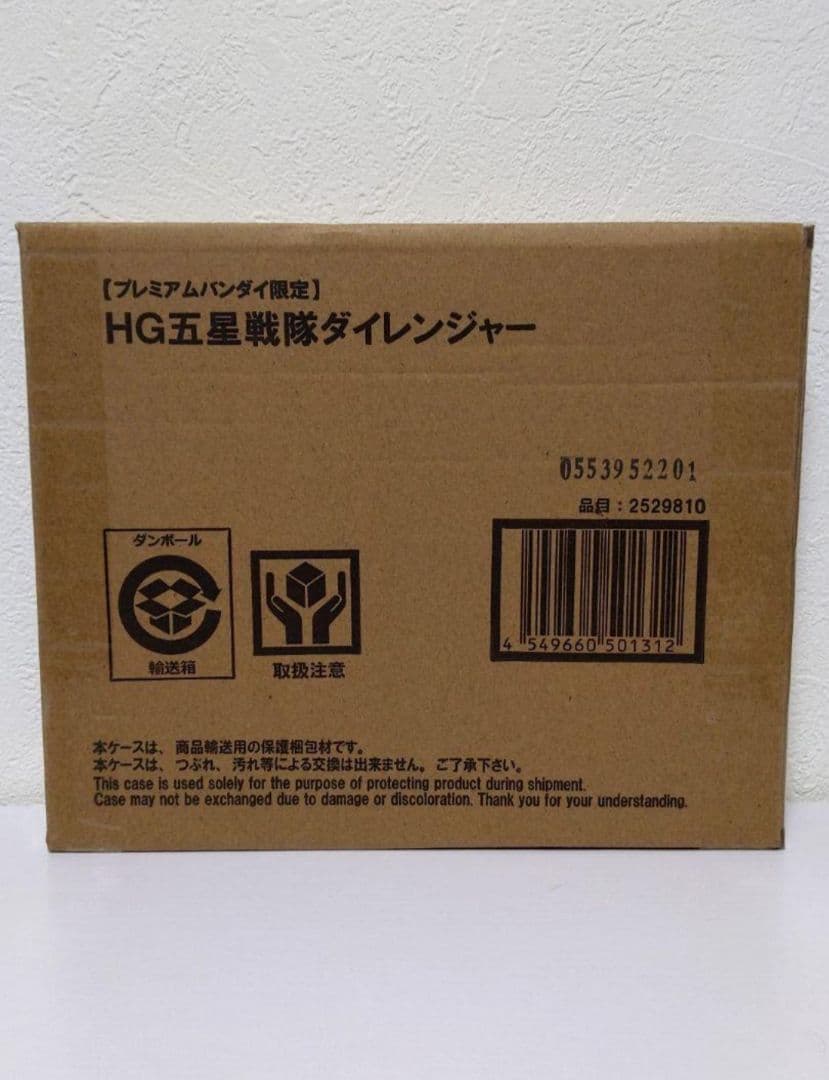 【プレミアムバンダイ限定】
HG五星戦隊ダイレンジャー
0553952201
品目：2529810
ダンボール
輸送箱
取扱注意
4 549660 501312
本ケースは、商品輸送用の保護梱包材です。
本ケースは、つぶれ、汚れ等による交換は出来ません。ご了承下さい。
This case is used solely for the purpose of protecting product during shipment.
Case may not be exchanged due to damage or discoloration. Thank you for your understanding.